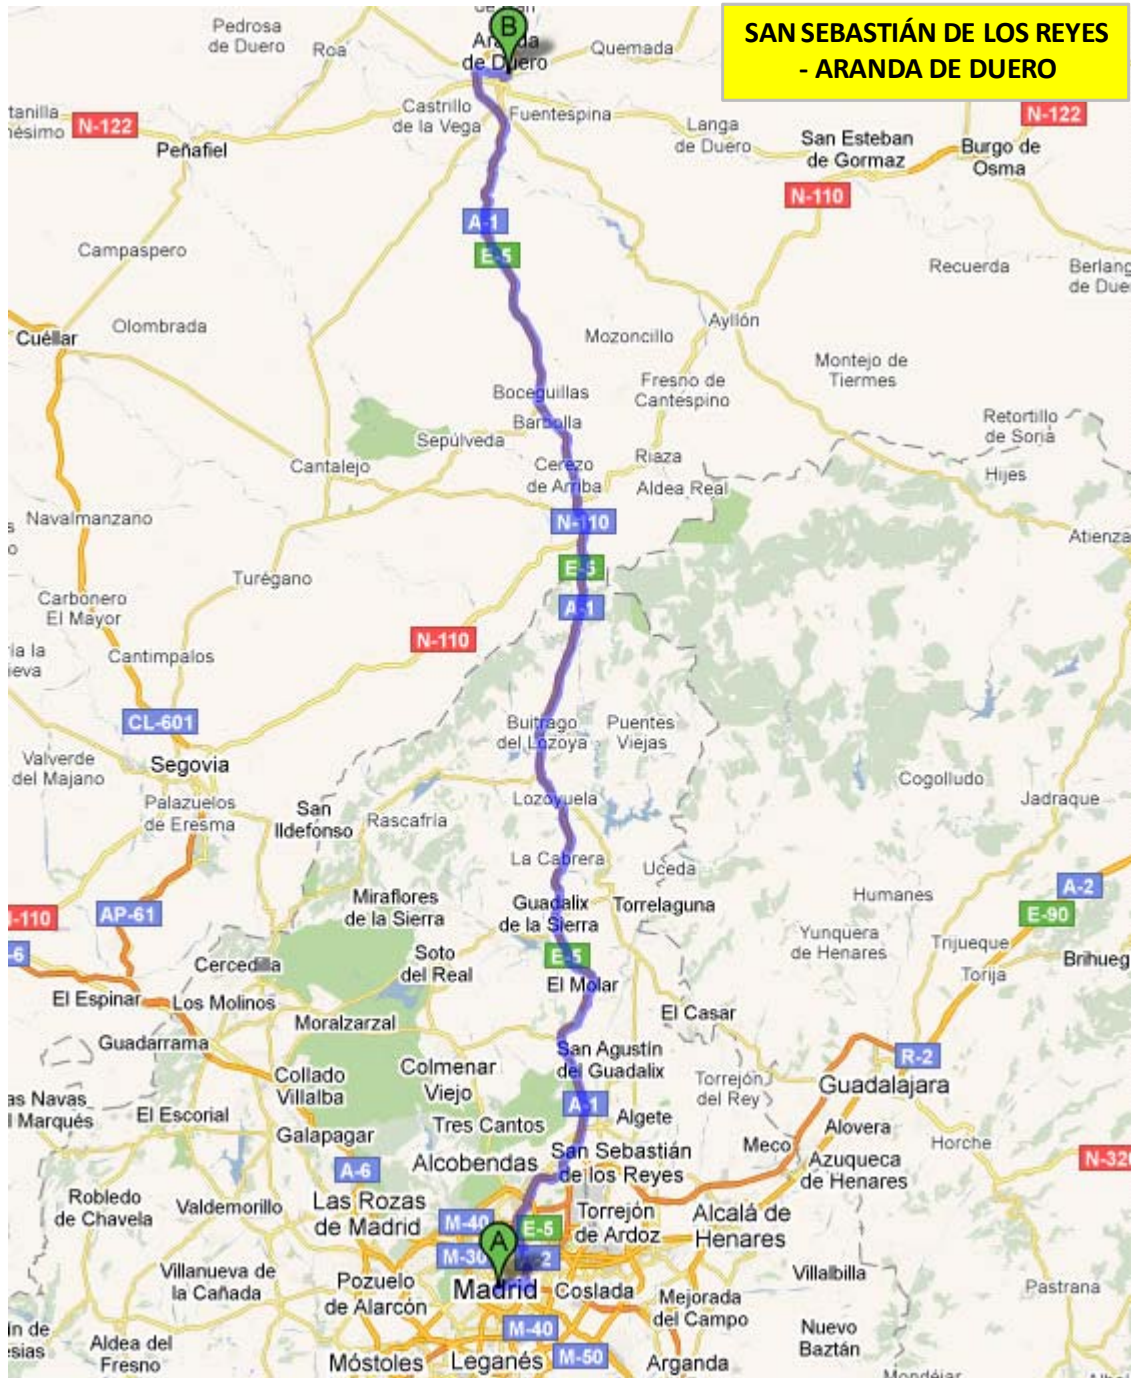 SAN SEBASTIÁN DE LOS REYES
- ARANDA DE DUERO
B
Pedrosa
de Duero
Roa
Aranda
de Duero
Quemada
N-122
Castrillo
de la Vega
Fuentespina
Langa
de Duero
N-122
Peñafiel
San Esteban
de Gormaz
Burgo de
Osma
N-110
A-1
E-5
Campaspero
Recuerda
Cuéllar
Olombrada
Mozoncillo
Ayllón
Montejo de
Tiermes
Boceguillas
Fresno de
Cantespino
Barbolla
Retortillo
de Soria
Sepúlveda
Cantalejo
Cerezo
de Arriba
Riaza
Aldea Real
Hijes
Navalmanzano
N-110
Atienza
E-5
Turégano
A-1
Carbonero
El Mayor
N-110
Cantimpalos
CL-601
Buitrago
del Lozoya
Puentes
Viejas
Valverde
del Majano
Segovia
Cogolludo
Palazuelos
de Eresma
San
Ildefonso
Rascafría
Lozoyuela
Jadraque
La Cabrera
Uceda
Miraflores
de la Sierra
Guadalix
de la Sierra
Torrelaguna
Humanes
A-2
E-90
AP-61
Yunquera
de Henares
Trijueque
Torija
Cercedilla
Soto
del Real
E-5
El Molar
El Espinar
Los Molinos
Moralzarzal
El Casar
Guadarrama
San Agustín
del Guadalix
R-2
Collado
Villalba
Colmenar
Viejo
Torrejón
del Rey
Guadalajara
El Escorial
Tres Cantos
A-1
Algete
Galapagar
Meco
Alovera
Horche
A-6
Alcobendas
San Sebastián
de los Reyes
Azuqueca
de Henares
Robledo
de Chavela
Valdemorillo
Las Rozas
de Madrid
M-40
E-5
Torrejón
de Ardoz
Alcalá de
Henares
A
M-30
Villanueva de
la Cañada
Pozuelo
de Alarcón
Madrid
Coslada
Mejorada
del Campo
Villalbilla
Pastrana
M-40
Nuevo
Baztán
Aldea del
Fresno
Móstoles
Leganés
M-50
Arganda